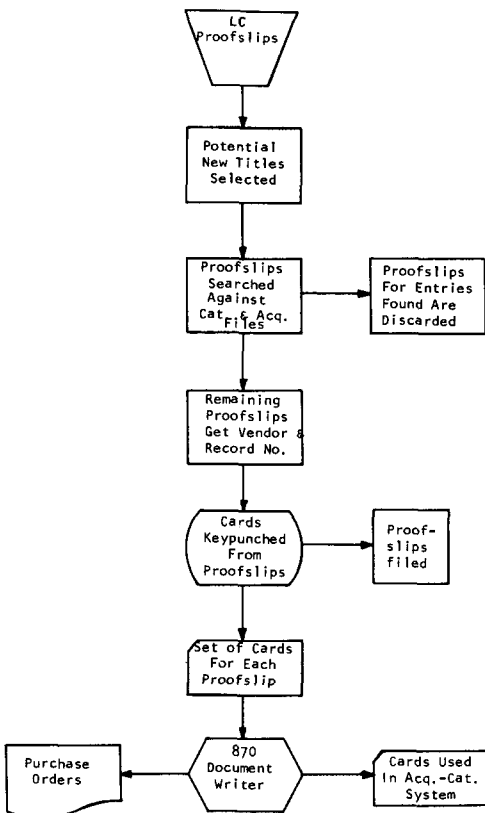 LC
Proofslips
Potential
New Titles
Selected
Proofslips
Searched
Against
Cat. & Acq.
Files
Proofslips
For Entries
Found Are
Discarded
Remaining
Proofslips
Get Vendor &
Record No.
Cards
Keypunched
From
Proofslips
Proof-
slips
filed
Set of Cards
For Each
Proofslip
870
Document
Writer
Purchase
Orders
Cards Used
In Acq.-Cat.
System